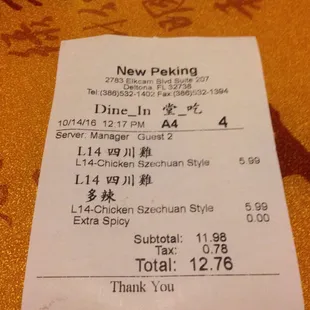 New Peking
2783 Elkcam Blvd Suite 207
Deltona, FL 32738
Tel:(386)532-1402 Fax:(386)532-1394
Dine_In 堂_吃
10/14/16 12:17 PM A4 4
Server: Manager Guest 2
L14 四川雞
L14-Chicken Szechuan Style 5.99
L14 四川雞
多辣
L14-Chicken Szechuan Style 5.99
Extra Spicy 0.00
Subtotal: 11.98
Tax: 0.78
Total: 12.76
Thank You